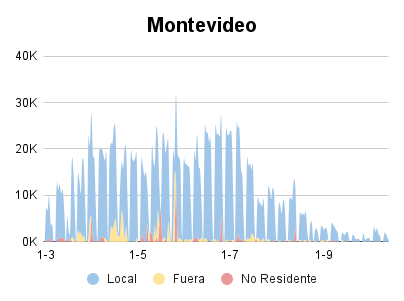 Montevideo
40K
30K
20K
10K
0K
1-3 1-5 1-7 1-9
Local Fuera No Residente